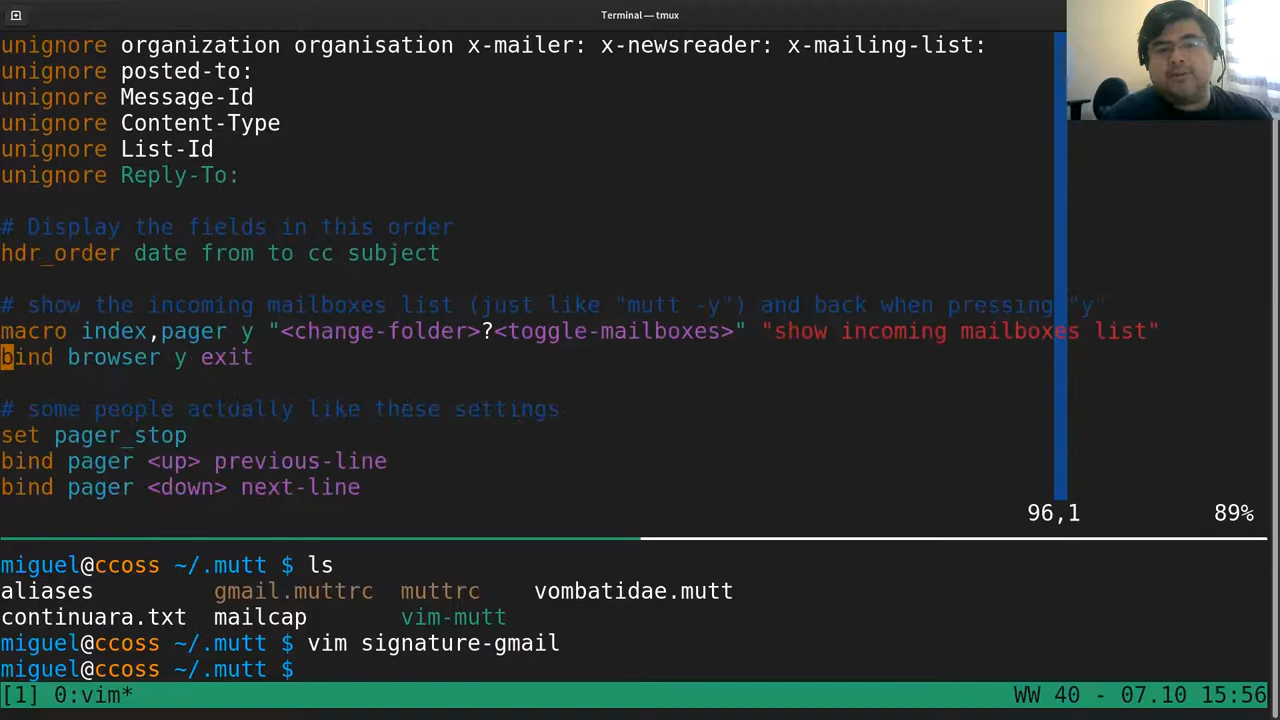 Terminal — tmux
unignore organization organisation x-mailer: x-newsreader: x-mailing-list:
unignore posted-to:
unignore Message-Id
unignore Content-Type
unignore List-Id
unignore Reply-To:
# Display the fields in this order
hdr_order date from to cc subject
# show the incoming mailboxes list (just like "mutt -y") and back when pressing "y"
macro index,pager y "<change-folder>?<toggle-mailboxes>" "show incoming mailboxes list"
bind browser y exit
# some people actually like these settings
set pager_stop
bind pager <up> previous-line
bind pager <down> next-line
96,1 89%
miguel@ccoss ~/.mutt $ ls
aliases gmail.muttrc muttrc vombatidae.mutt
continuara.txt mailcap vim-mutt
miguel@ccoss ~/.mutt $ vim signature-gmail
miguel@ccoss ~/.mutt $
[1] 0:vim* WW 40 - 07.10 15:56